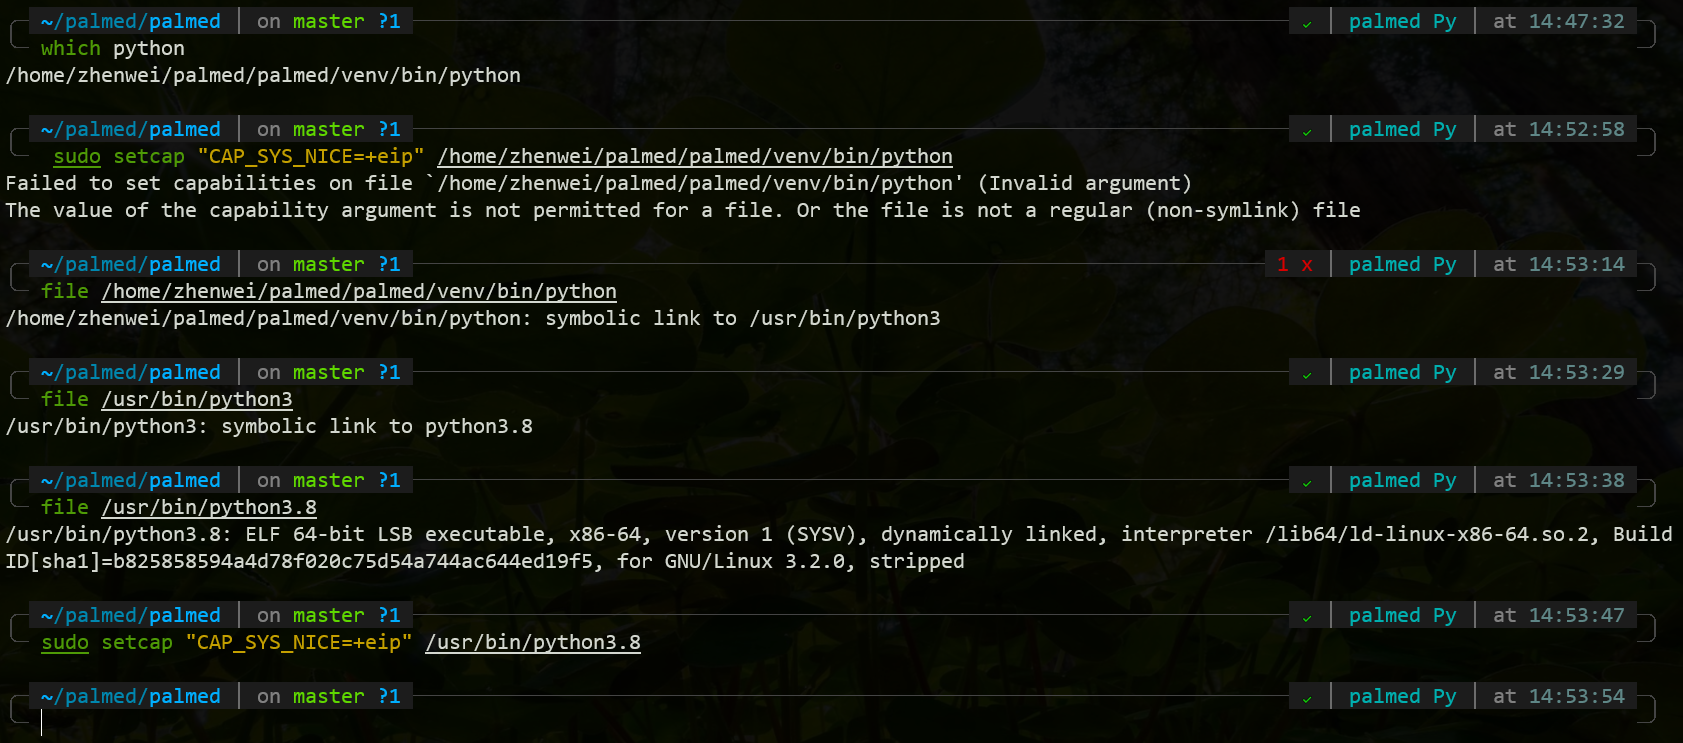 ~/palmed/palmed | on master ?1 ✓ | palmed Py | at 14:47:32
which python
/home/zhenwei/palmed/palmed/venv/bin/python
~/palmed/palmed | on master ?1 ✓ | palmed Py | at 14:52:58
sudo setcap "CAP_SYS_NICE=+eip" /home/zhenwei/palmed/palmed/venv/bin/python
Failed to set capabilities on file `/home/zhenwei/palmed/palmed/venv/bin/python' (Invalid argument)
The value of the capability argument is not permitted for a file. Or the file is not a regular (non-symlink) file
~/palmed/palmed | on master ?1 1 x | palmed Py | at 14:53:14
file /home/zhenwei/palmed/palmed/venv/bin/python
/home/zhenwei/palmed/palmed/venv/bin/python: symbolic link to /usr/bin/python3
~/palmed/palmed | on master ?1 ✓ | palmed Py | at 14:53:29
file /usr/bin/python3
/usr/bin/python3: symbolic link to python3.8
~/palmed/palmed | on master ?1 ✓ | palmed Py | at 14:53:38
file /usr/bin/python3.8
/usr/bin/python3.8: ELF 64-bit LSB executable, x86-64, version 1 (SYSV), dynamically linked, interpreter /lib64/ld-linux-x86-64.so.2, Build
ID[sha1]=b825858594a4d78f020c75d54a744ac644ed19f5, for GNU/Linux 3.2.0, stripped
~/palmed/palmed | on master ?1 ✓ | palmed Py | at 14:53:47
sudo setcap "CAP_SYS_NICE=+eip" /usr/bin/python3.8
~/palmed/palmed | on master ?1 ✓ | palmed Py | at 14:53:54